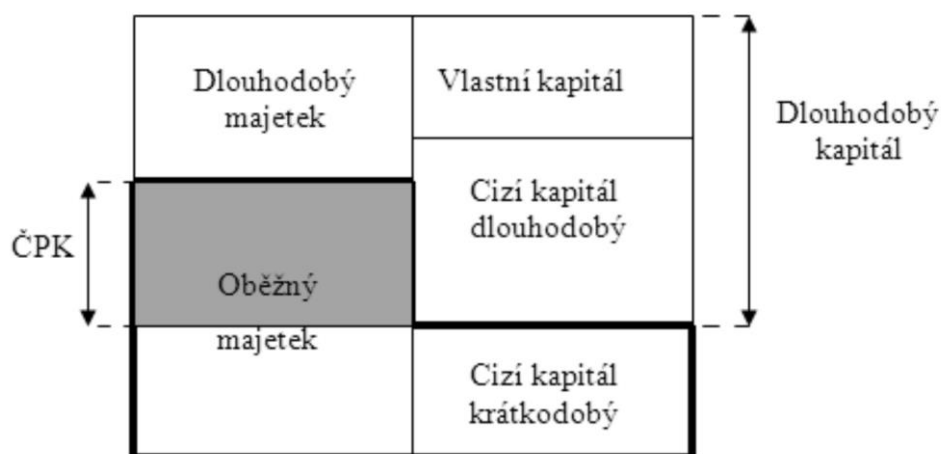 Dlouhodobý
majetek
Vlastní kapitál
Dlouhodobý
kapitál
ČPK
Cizí kapitál
dlouhodobý
Oběžný
majetek
Cizí kapitál
krátkodobý